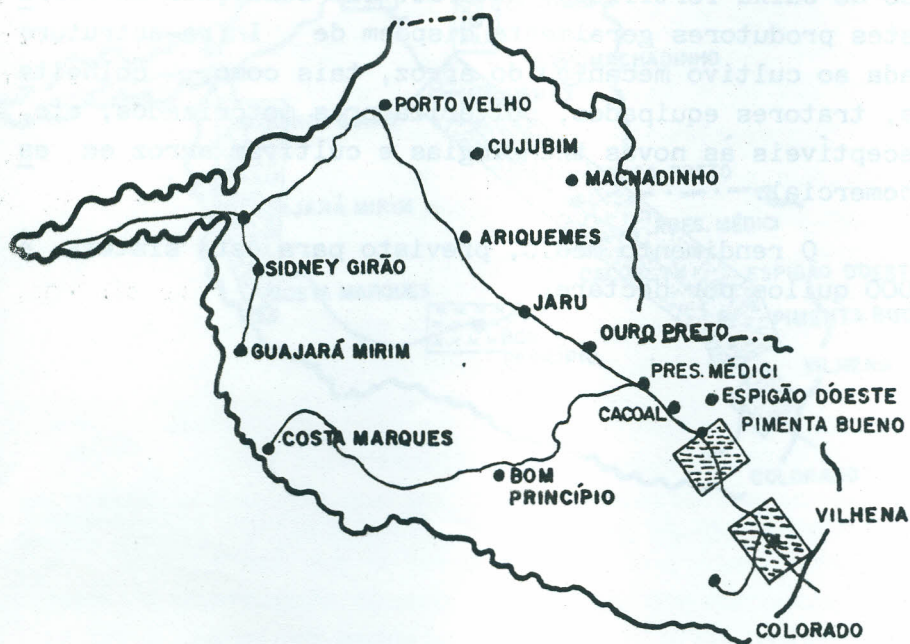 PORTO VELHO
CUJUBIM
MACHADINHO
ARIQUEMES
SIDNEY GIRÃO
JARU
OURO PRETO
GUAJARÁ MIRIM
PRES. MÉDICI
ESPIGÃO DÓESTE
CACOAL
PIMENTA BUENO
COSTA MARQUES
BOM
PRINCÍPIO
VILHENA
COLORADO